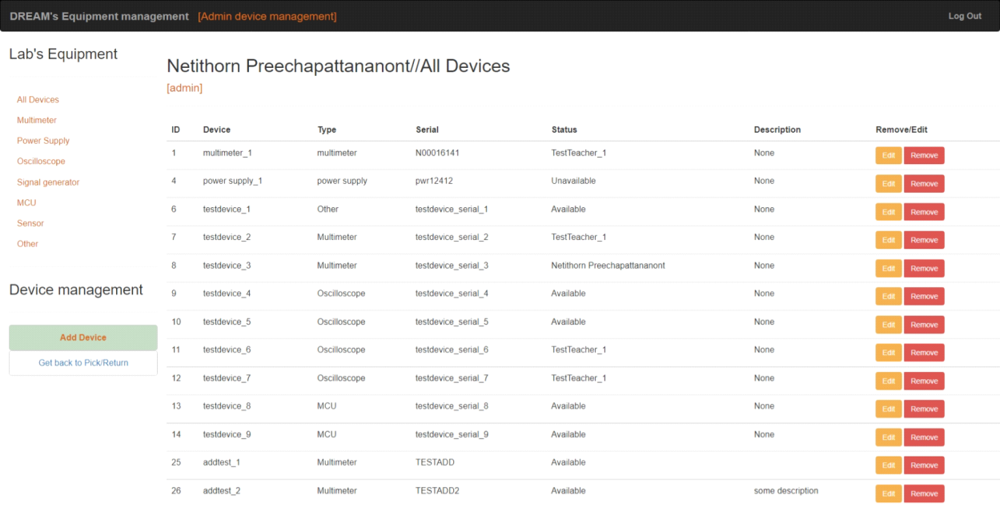 DREAM's Equipment management [Admin device management] Log Out
Lab's Equipment
All Devices
Multimeter
Power Supply
Oscilloscope
Signal generator
MCU
Sensor
Other
Device management
Add Device
Get back to Pick/Return
Netithorn Preechapattananont//All Devices
[admin]
ID Device Type Serial Status Description Remove/Edit
1 multimeter_1 multimeter N00016141 TestTeacher_1 None Edit Remove
4 power supply_1 power supply pwr12412 Unavailable None Edit Remove
6 testdevice_1 Other testdevice_serial_1 Available None Edit Remove
7 testdevice_2 Multimeter testdevice_serial_2 TestTeacher_1 None Edit Remove
8 testdevice_3 Multimeter testdevice_serial_3 Netithorn Preechapattananont None Edit Remove
9 testdevice_4 Oscilloscope testdevice_serial_4 Available None Edit Remove
10 testdevice_5 Oscilloscope testdevice_serial_5 Available None Edit Remove
11 testdevice_6 Oscilloscope testdevice_serial_6 TestTeacher_1 None Edit Remove
12 testdevice_7 Oscilloscope testdevice_serial_7 TestTeacher_1 None Edit Remove
13 testdevice_8 MCU testdevice_serial_8 Available None Edit Remove
14 testdevice_9 MCU testdevice_serial_9 Available None Edit Remove
25 addtest_1 Multimeter TESTADD Available Edit Remove
26 addtest_2 Multimeter TESTADD2 Available some description Edit Remove